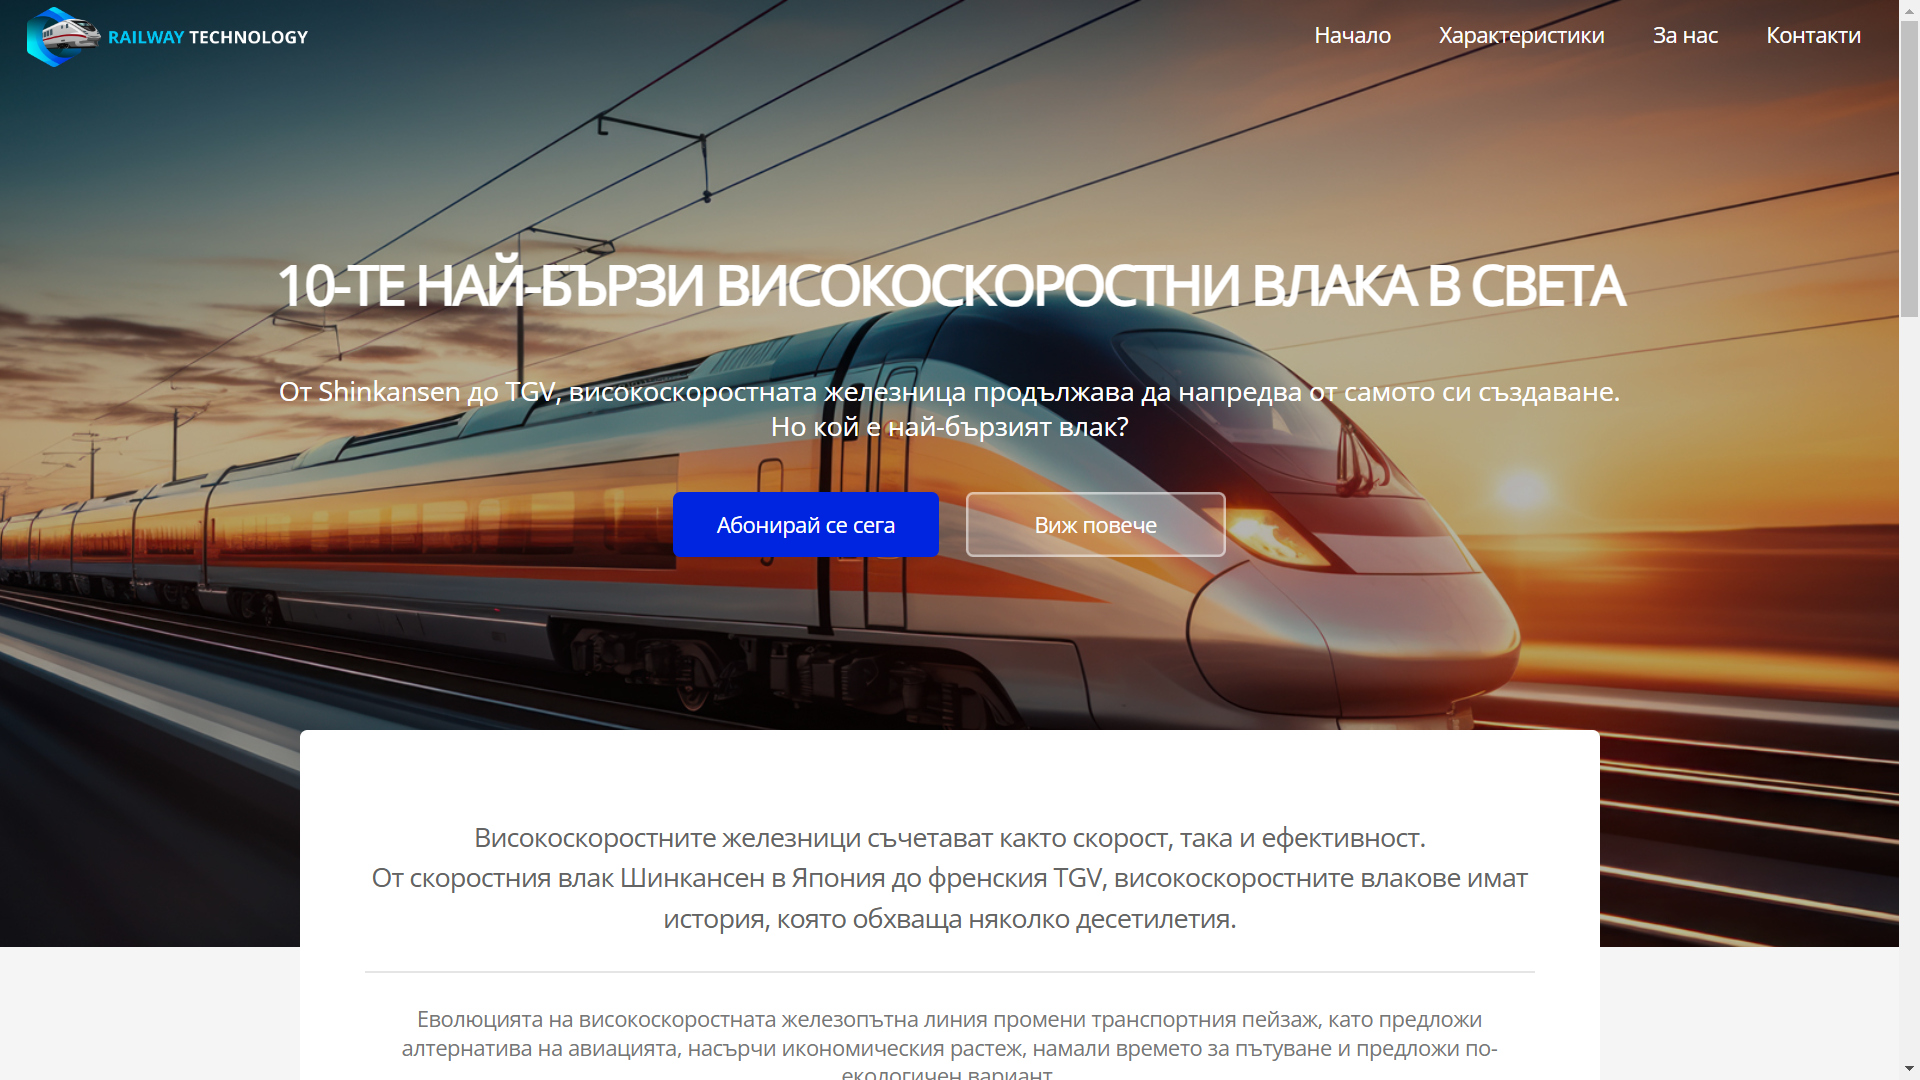 RAILWAY TECHNOLOGY
Начало
Характеристики
За нас
Контакти
10-ТЕ НАЙ-БЪРЗИ ВИСОКОСКОРОСТНИ ВЛАКА В СВЕТА
От Shinkansen до TGV, високоскоростната железница продължава да напредва от самото си създаване.
Но кой е най-бързият влак?
Абонирай се сега
Виж повече
Високоскоростните железници съчетават както скорост, така и ефективност.
От скоростния влак Шинкансен в Япония до френския TGV, високоскоростните влакове имат
история, която обхваща няколко десетилетия.
Еволюцията на високоскоростната железопътна линия промени транспортния пейзаж, като предложи
алтернатива на авиацията, насърчи икономическия растеж, намали времето за пътуване и предложи по-
екологичен вариант.